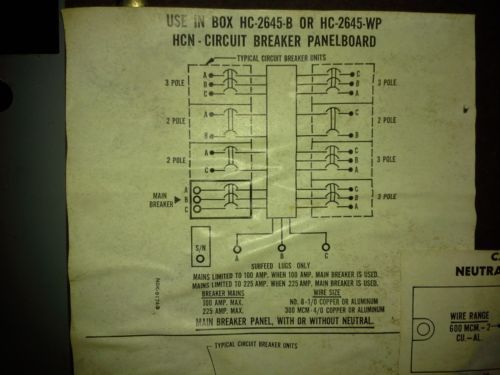 USE IN BOX HC-2645-B OR HC-2645-WP
HCN - CIRCUIT BREAKER PANELBOARD
TYPICAL CIRCUIT BREAKER UNITS
3 POLE
A
B
C
C
B
A
3 POLE
2 POLE
A
B
C
B
2 POLE
2 POLE
A
C
C
A
2 POLE
MAIN
BREAKER
A
B
C
C
B
A
3 POLE
S/N
A
B
C
SUBFEED LUGS ONLY
MAINS LIMITED TO 100 AMP. WHEN 100 AMP. MAIN BREAKER IS USED.
MAINS LIMITED TO 225 AMP. WHEN 225 AMP. MAIN BREAKER IS USED.
BREAKER MAINS WIRE SIZE
100 AMP. MAX. NO. 8-1/0 COPPER OR ALUMINUM
225 AMP. MAX. 300 MCM-4/0 COPPER OR ALUMINUM
MAIN BREAKER PANEL, WITH OR WITHOUT NEUTRAL.
TYPICAL CIRCUIT BREAKER UNITS
NEUTRA
WIRE RANGE
600 MCM.-2
CU.-AL.